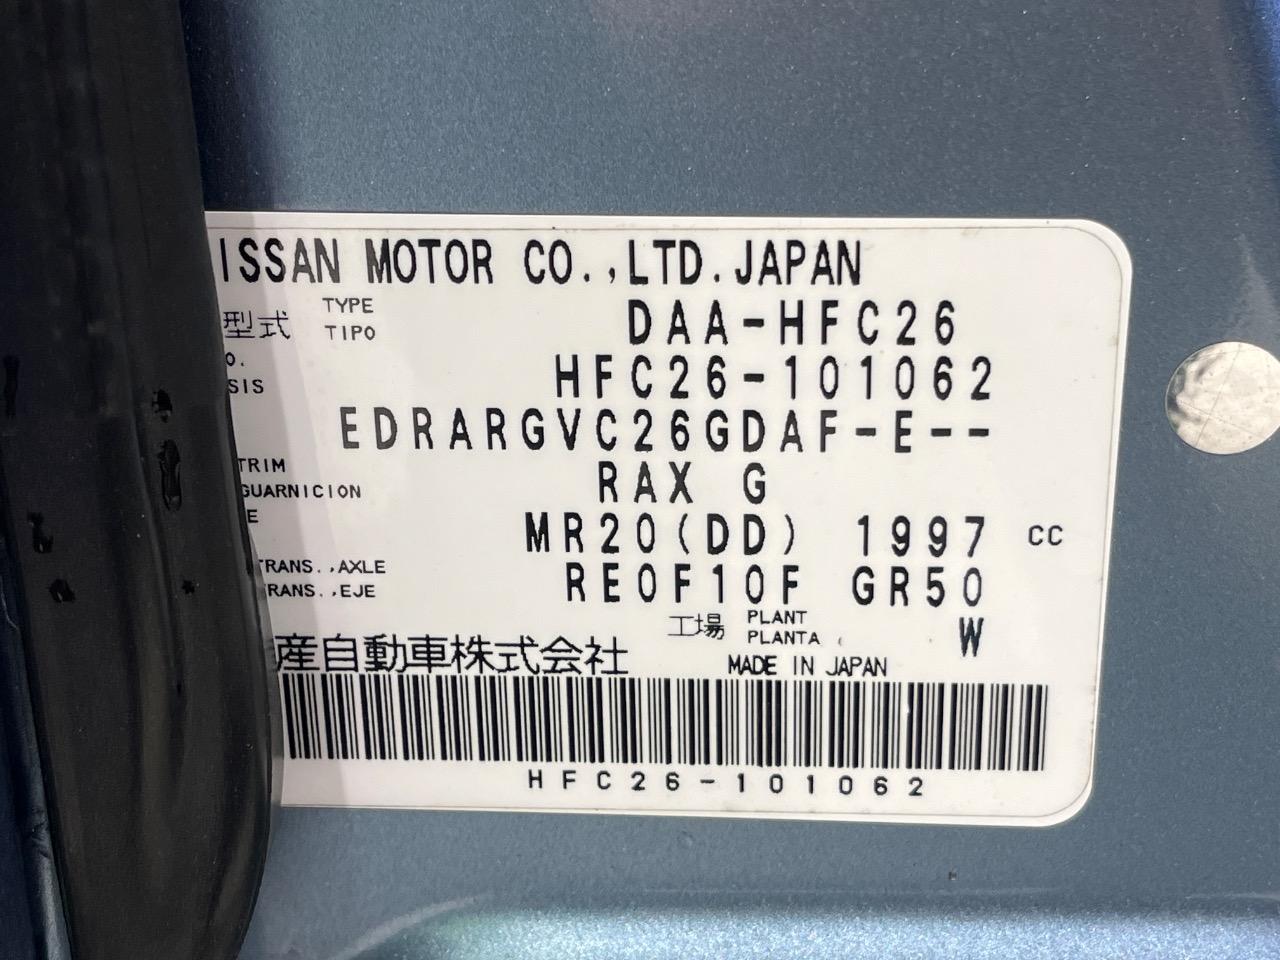 ISSAN MOTOR CO.,LTD.JAPAN
型式 TYPE TIPO DAA-HFC26
O. SIS HFC26-101062
EDRARGVC26GDAF-E--
TRIM GUARNICION RAX G
E MR20(DD) 1997 CC
TRANS.,AXLE TRANS.,EJE RE0F10F GR50
工場 PLANT PLANTA W
産自動車株式会社 MADE IN JAPAN
HFC26-101062